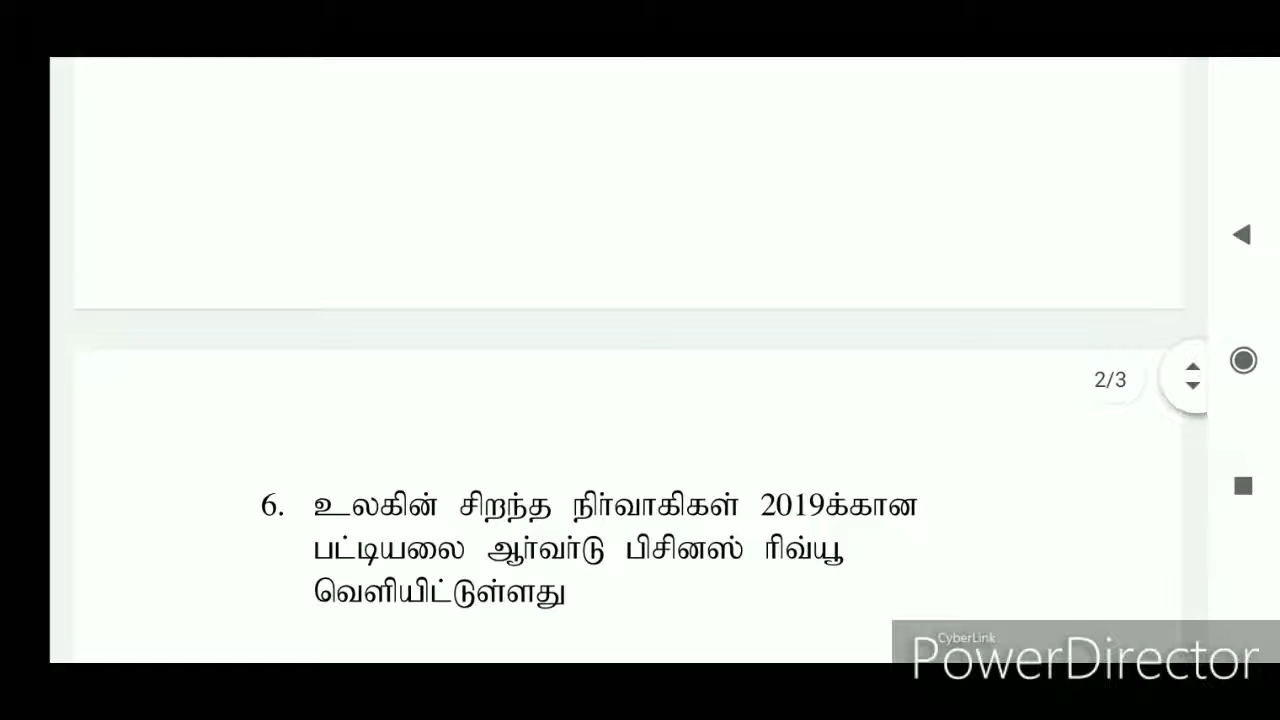 2/3
6. உலகின் சிறந்த நிர்வாகிகள் 2019க்கான
பட்டியலை ஆர்வர்டு பிசினஸ் ரிவ்யூ
வெளியிட்டுள்ளது
CyberLink
PowerDirector